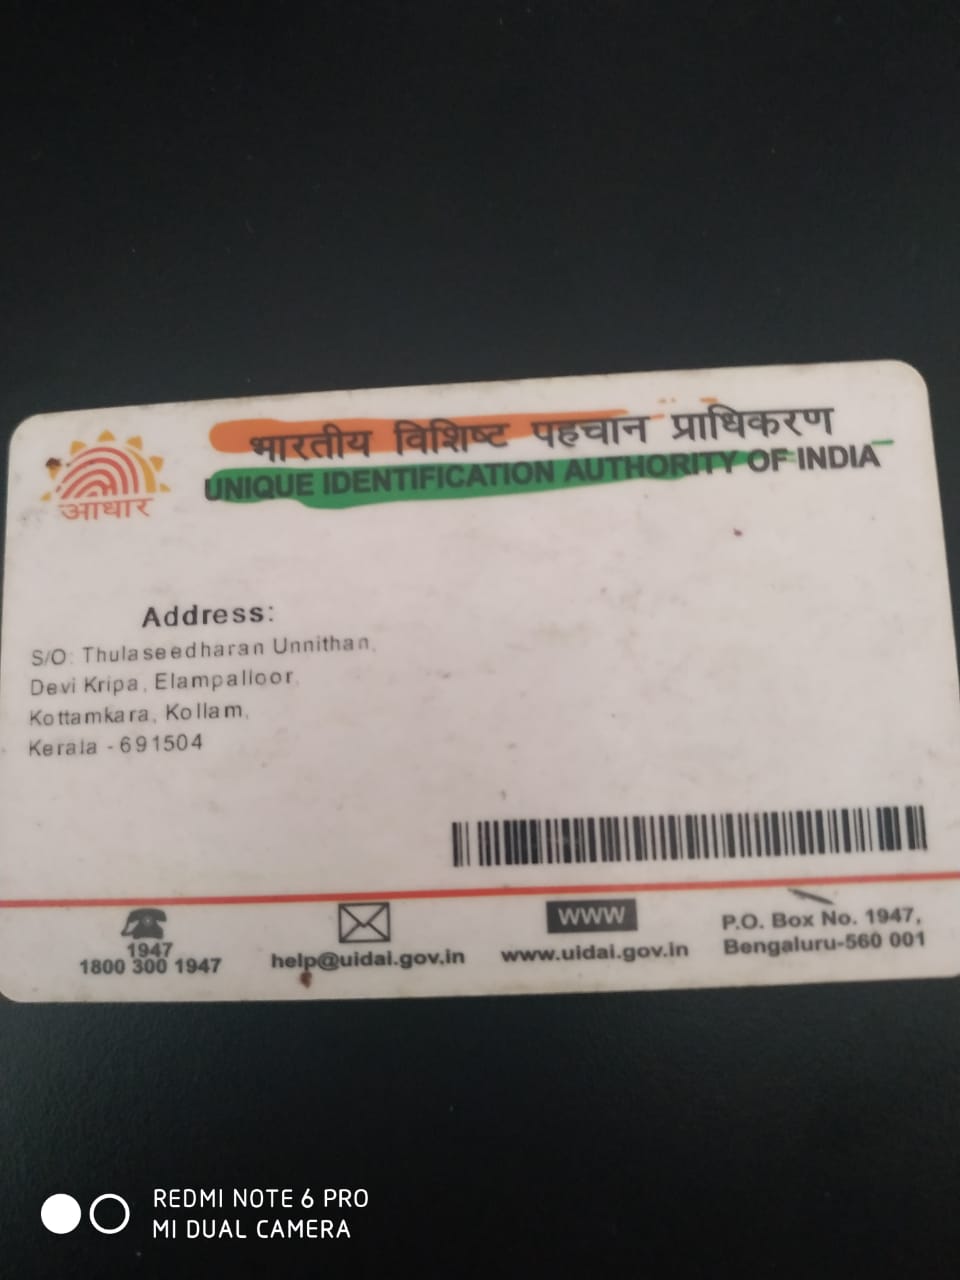 भारतीय विशिष्ट पहचान प्राधिकरण
UNIQUE IDENTIFICATION AUTHORITY OF INDIA
आधार
Address:
S/O: Thulaseedharan Unnithan,
Devi Kripa, Elampalloor,
Kottamkara, Kollam,
Kerala - 691504
1947
1800 300 1947
help@uidai.gov.in
WWW
www.uidai.gov.in
P.O. Box No. 1947,
Bengaluru-560 001
REDMI NOTE 6 PRO
MI DUAL CAMERA